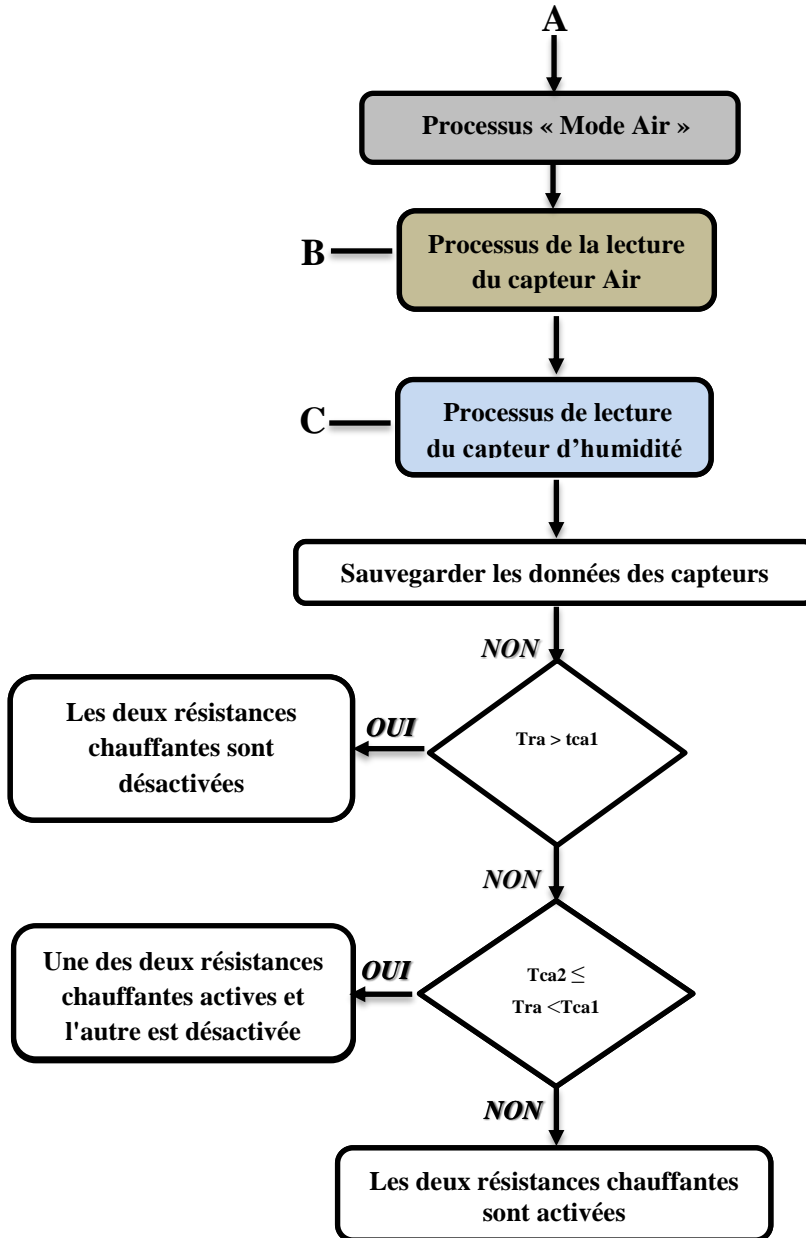 A
Processus « Mode Air »
Processus de la lecture
du capteur Air
B
Processus de lecture
du capteur d’humidité
C
Sauvegarder les données des capteurs
NON
Tra > tca1
OUI
Les deux résistances
chauffantes sont
désactivées
NON
Tca2 ≤
Tra <Tca1
OUI
Une des deux résistances
chauffantes actives et
l'autre est désactivée
NON
Les deux résistances chauffantes
sont activées